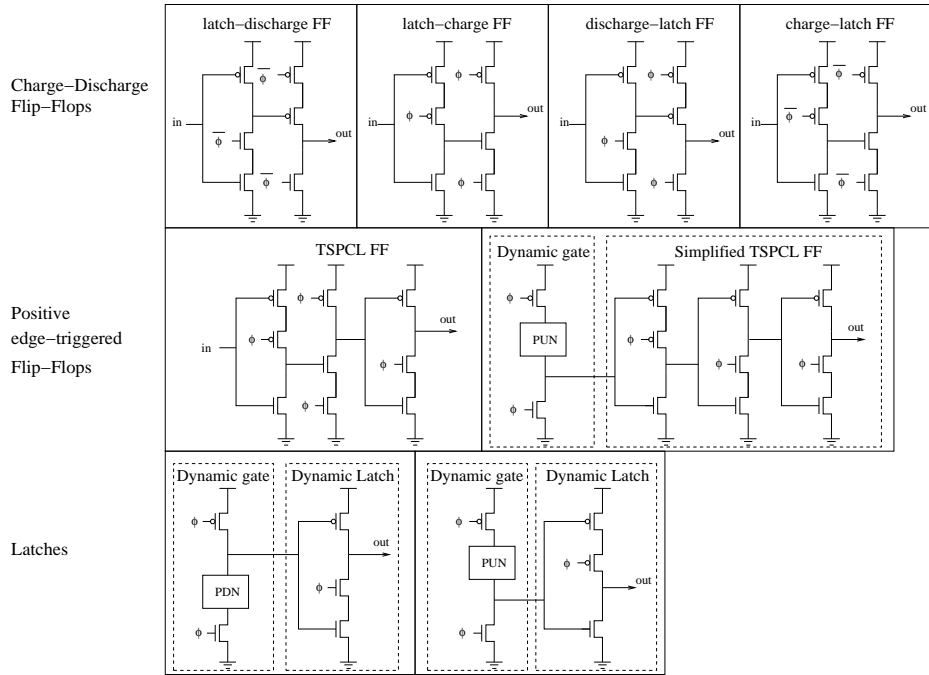 latch−discharge FF
latch−charge FF
discharge−latch FF
charge−latch FF
Charge−Discharge
Flip−Flops
in
φ̅
φ̅
φ̅
out
in
φ
φ
φ
φ
out
in
φ
φ
φ
φ
out
in
φ̅
φ̅
φ̅
φ̅
out
TSPCL FF
Dynamic gate
Simplified TSPCL FF
Positive
edge−triggered
Flip−Flops
in
φ
φ
φ
φ
out
φ
PUN
φ
φ
φ
φ
out
Dynamic gate
Dynamic Latch
Dynamic gate
Dynamic Latch
Latches
φ
PDN
φ
φ
out
φ
PUN
φ
φ
out